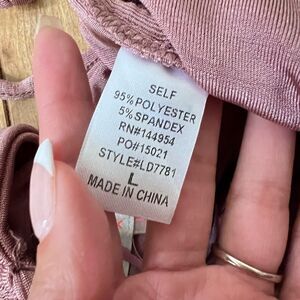 SELF
95% POLYESTER
5% SPANDEX
RN#144954
PO#15021
STYLE#LD7781
L
MADE IN CHINA